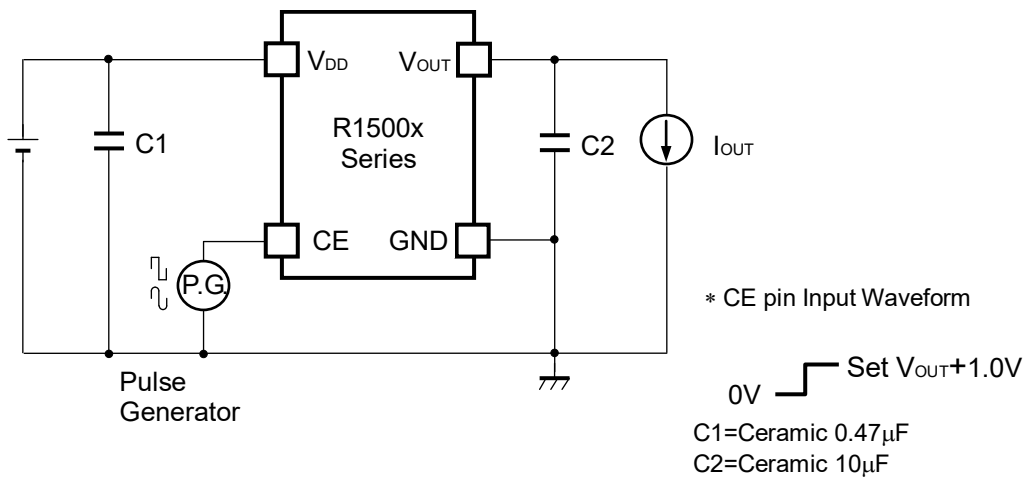 VDD
VOUT
R1500x
Series
C1
C2
IOUT
CE
GND
P.G.
Pulse
Generator
* CE pin Input Waveform
Set VOUT+1.0V
0V
C1=Ceramic 0.47μF
C2=Ceramic 10μF